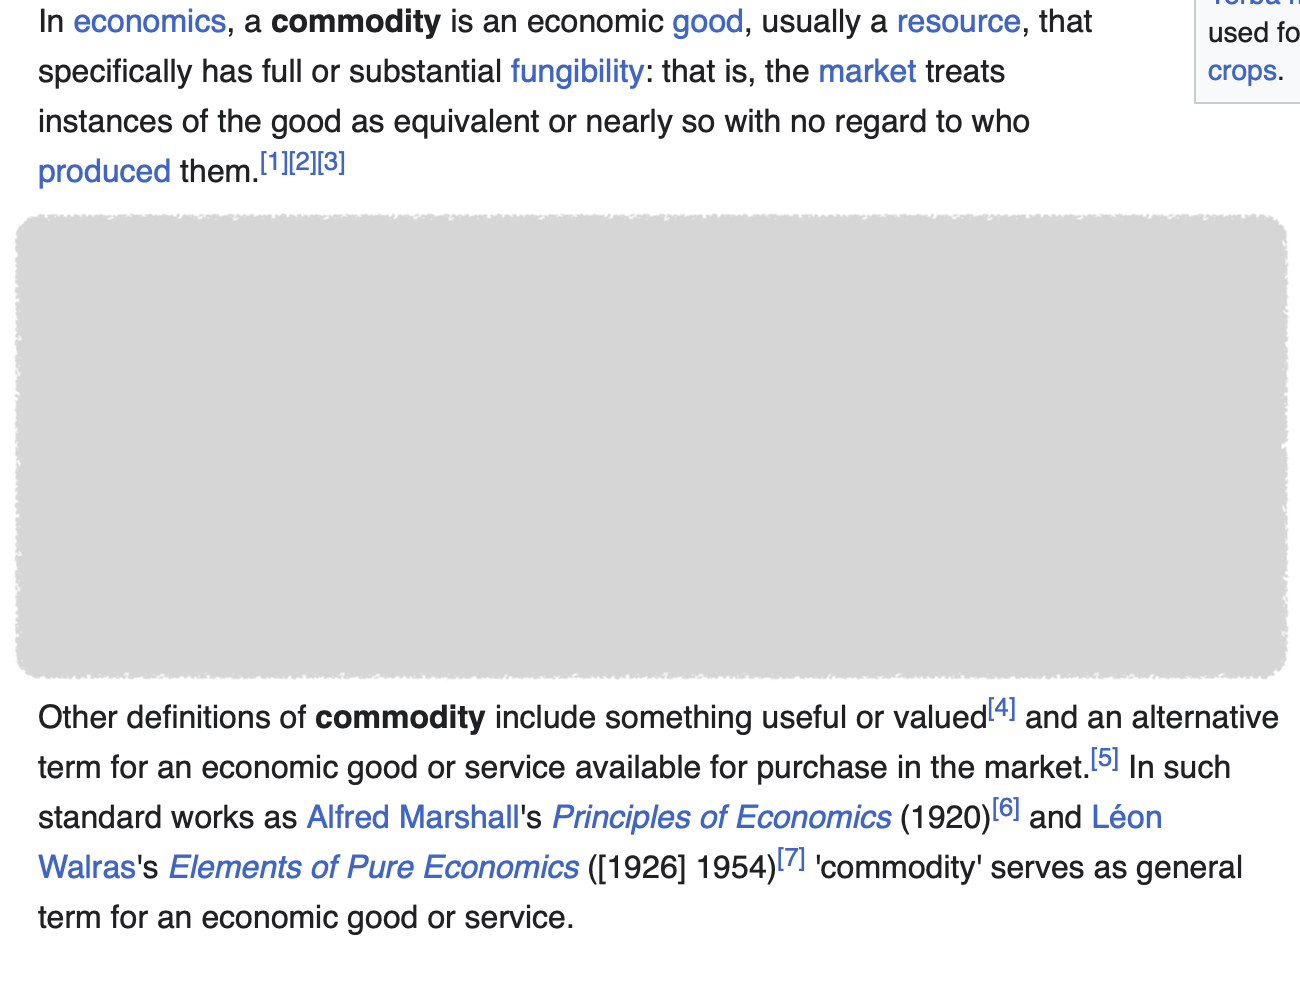 In economics, a commodity is an economic good, usually a resource, that
specifically has full or substantial fungibility: that is, the market treats
instances of the good as equivalent or nearly so with no regard to who
produced them.[1][2][3]
used fo
crops.
Other definitions of commodity include something useful or valued[4] and an alternative
term for an economic good or service available for purchase in the market.[5] In such
standard works as Alfred Marshall's Principles of Economics (1920)[6] and Léon
Walras's Elements of Pure Economics ([1926] 1954)[7] 'commodity' serves as general
term for an economic good or service.